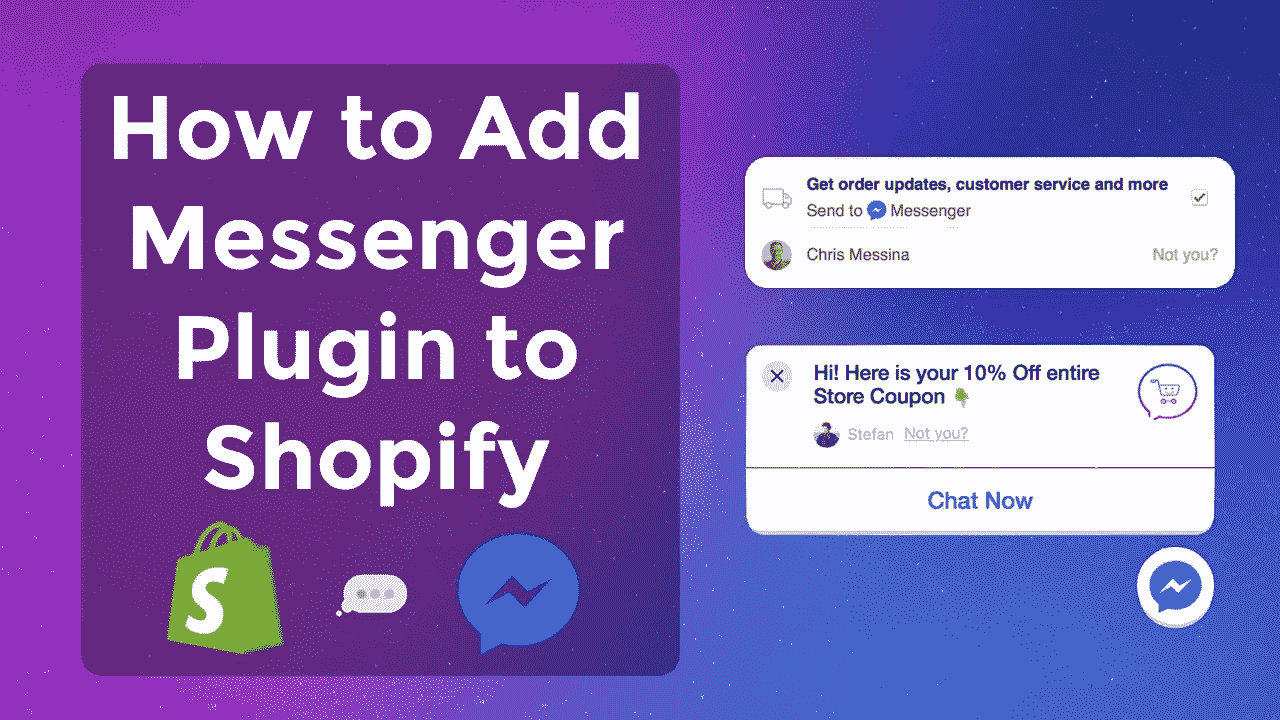 How to Add
Messenger
Plugin to
Shopify
S
Get order updates, customer service and more
Send to Messenger
Chris Messina
Not you?
Hi! Here is your 10% Off entire
Store Coupon
Stefan Not you?
Chat Now